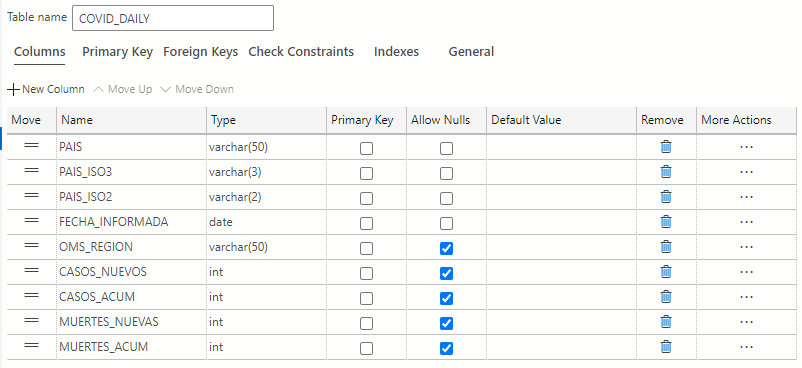 Table name COVID_DAILY
Columns Primary Key Foreign Keys Check Constraints Indexes General
New Column Move Up Move Down
Move Name Type Primary Key Allow Nulls Default Value Remove More Actions
PAIS varchar(50)
PAIS_ISO3 varchar(3)
PAIS_ISO2 varchar(2)
FECHA_INFORMADA date
OMS_REGION varchar(50)
CASOS_NUEVOS int
CASOS_ACUM int
MUERTES_NUEVAS int
MUERTES_ACUM int